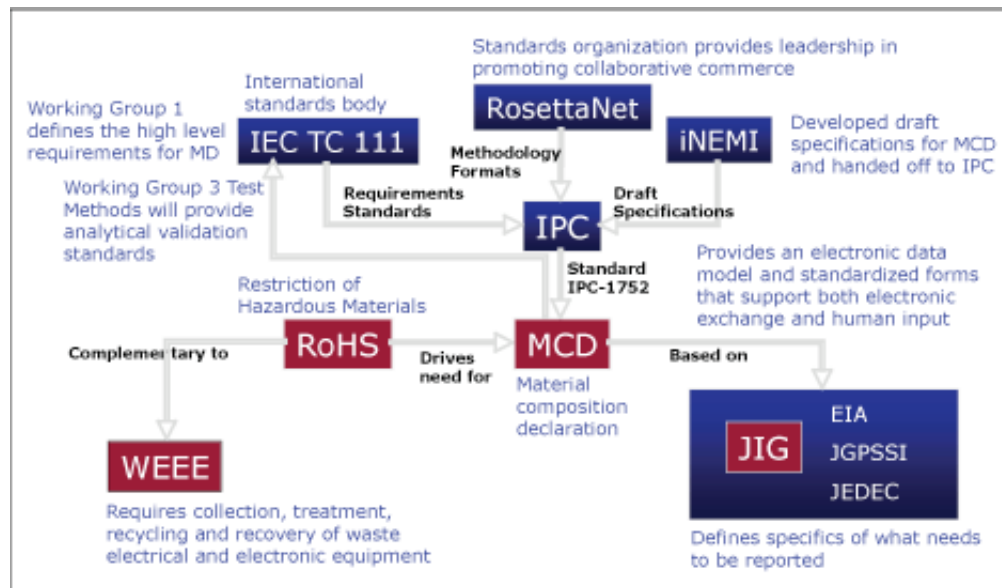 Standards organization provides leadership in
promoting collaborative commerce
RosettaNet
International
standards body
IEC TC 111
Working Group 1
defines the high level
requirements for MD
iNEMI
Developed draft
specifications for MCD
and handed off to IPC
Methodology
Formats
Working Group 3 Test
Methods will provide
analytical validation
standards
Requirements
Standards
Draft
Specifications
IPC
Standard
IPC-1752
Provides an electronic data
model and standardized forms
that support both electronic
exchange and human input
Restriction of
Hazardous Materials
RoHS
Complementary to
Drives
need for
MCD
Based on
Material
composition
declaration
WEEE
Requires collection, treatment,
recycling and recovery of waste
electrical and electronic equipment
JIG
EIA
JGPSSI
JEDEC
Defines specifics of what needs
to be reported